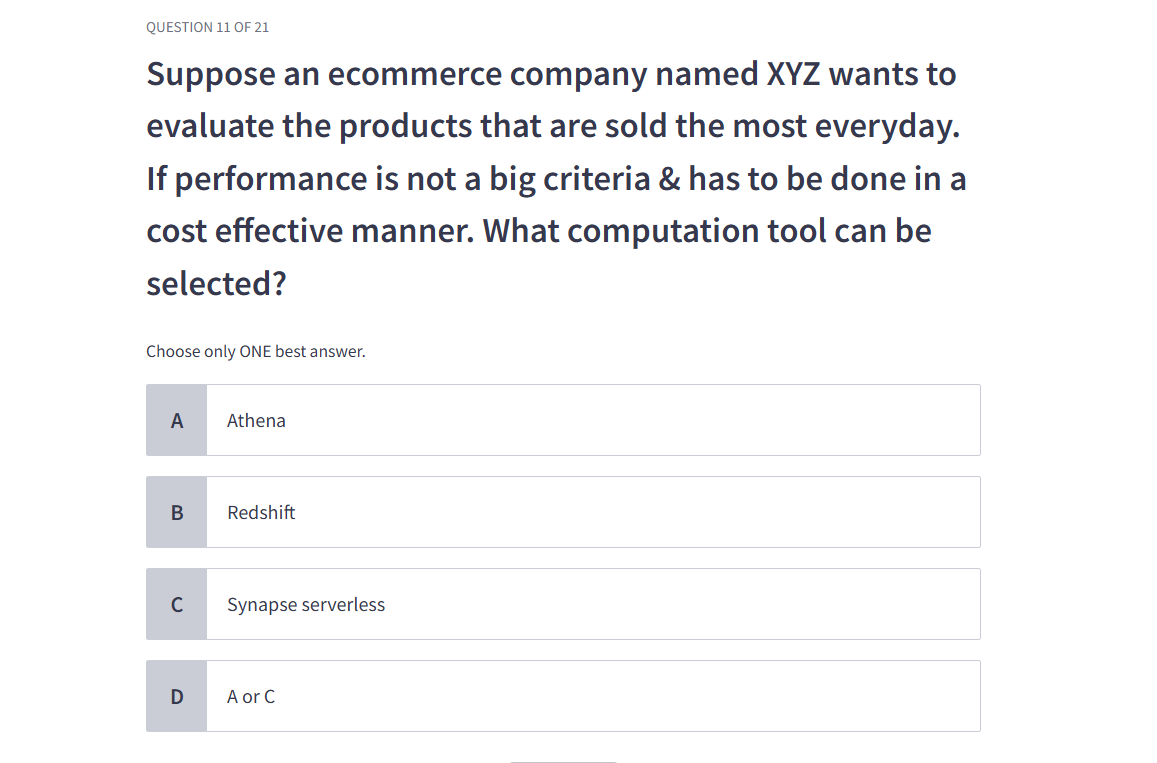 QUESTION 11 OF 21
Suppose an ecommerce company named XYZ wants to
evaluate the products that are sold the most everyday.
If performance is not a big criteria & has to be done in a
cost effective manner. What computation tool can be
selected?
Choose only ONE best answer.
A Athena
B Redshift
C Synapse serverless
D A or C